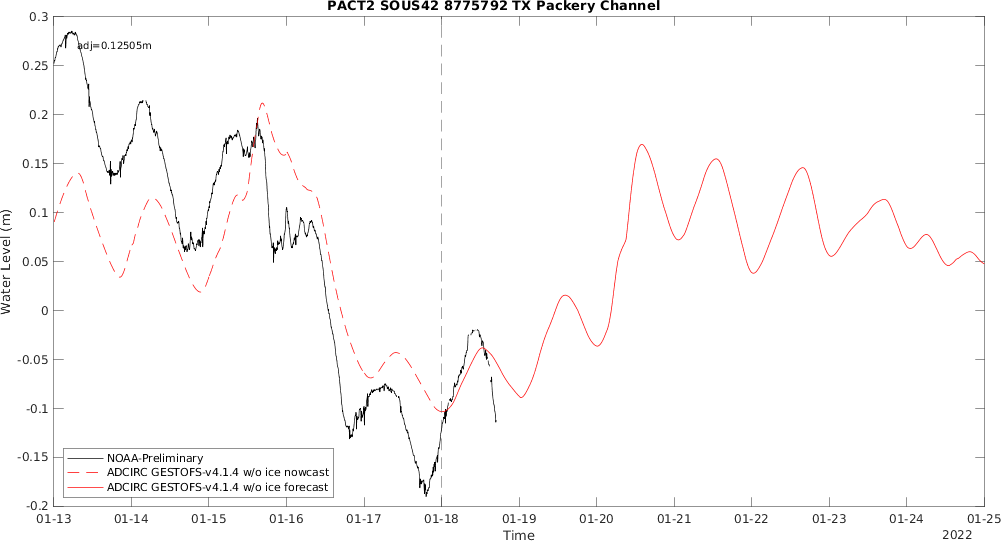 PACT2 SOUS42 8775792 TX Packery Channel
adj=0.12505m
Water Level (m)
0.3
0.25
0.2
0.15
0.1
0.05
0
-0.05
-0.1
-0.15
-0.2
NOAA-Preliminary
ADCIRC GESTOFS-v4.1.4 w/o ice nowcast
ADCIRC GESTOFS-v4.1.4 w/o ice forecast
01-13 01-14 01-15 01-16 01-17 01-18 01-19 01-20 01-21 01-22 01-23 01-24 01-25
Time
2022